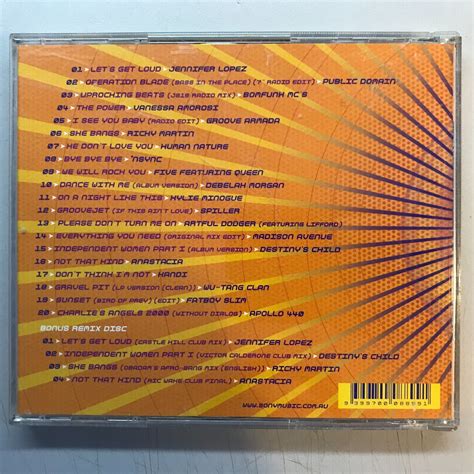 01 > LET'S GET LOUD > JENNIFER LOPEZ
02 > OPERATION BLADE (BASS IN THE PLACE) (7" RADIO EDIT) > PUBLIC DOMAIN
03 > UPROCKING BEATS (JS16 RADIO MIX) > BOMFUNK MC'S
04 > THE POWER > VANESSA AMOROSI
05 > I SEE YOU BABY (RADIO EDIT) > GROOVE ARMADA
06 > SHE BANGS > RICKY MARTIN
07 > HE DON'T LOVE YOU > HUMAN NATURE
08 > BYE BYE BYE > 'NSYNC
09 > WE WILL ROCK YOU > FIVE FEATURING QUEEN
10 > DANCE WITH ME (ALBUM VERSION) > DEBELAH MORGAN
11 > ON A NIGHT LIKE THIS > KYLIE MINOGUE
12 > GROOVEJET (IF THIS AIN'T LOVE) > SPILLER
13 > PLEASE DON'T TURN ME ON > ARTFUL DODGER (FEATURING LIFFORD)
14 > EVERYTHING YOU NEED (ORIGINAL MIX EDIT) > MADISON AVENUE
15 > INDEPENDENT WOMEN PART I (ALBUM VERSION) > DESTINY'S CHILD
16 > NOT THAT KIND > ANASTACIA
17 > DON'T THINK I'M NOT > KANDI
18 > GRAVEL PIT (LP VERSION (CLEAN)) > WU-TANG CLAN
19 > SUNSET (BIRD OF PREY) (EDIT) > FATBOY SLIM
20 > CHARLIE'S ANGELS 2000 (WITHOUT DIALOG) > APOLLO 440
BONUS REMIX DISC
01 > LET'S GET LOUD (CASTLE HILL CLUB MIX) > JENNIFER LOPEZ
02 > INDEPENDENT WOMEN PART I (VICTOR CALDERONE CLUB MIX) > DESTINY'S CHILD
03 > SHE BANGS (OBADAM'S AFRO-BANG MIX (ENGLISH)) > RICKY MARTIN
04 > NOT THAT KIND (RIC WAKE CLUB FINAL) > ANASTACIA
WWW.SONYMUSIC.COM.AU
9 399700 088991